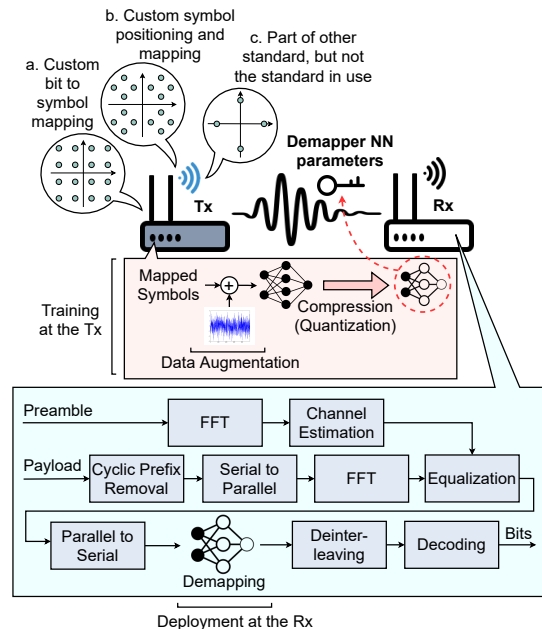 b. Custom symbol
positioning and
mapping
c. Part of other
standard, but not
the standard in use
a. Custom
bit to
symbol
mapping
Demapper NN
parameters
Tx
Rx
Training
at the Tx
Mapped
Symbols
Compression
(Quantization)
Data Augmentation
Preamble
FFT
Channel
Estimation
Payload
Cyclic Prefix
Removal
Serial to
Parallel
FFT
Equalization
Parallel to
Serial
Demapping
Deinter-
leaving
Decoding
Bits
Deployment at the Rx